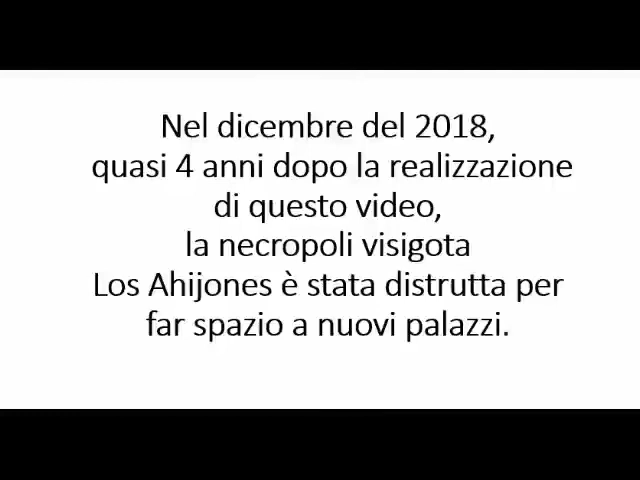 Nel dicembre del 2018,
quasi 4 anni dopo la realizzazione
di questo video,
la necropoli visigota
Los Ahijones è stata distrutta per
far spazio a nuovi palazzi.